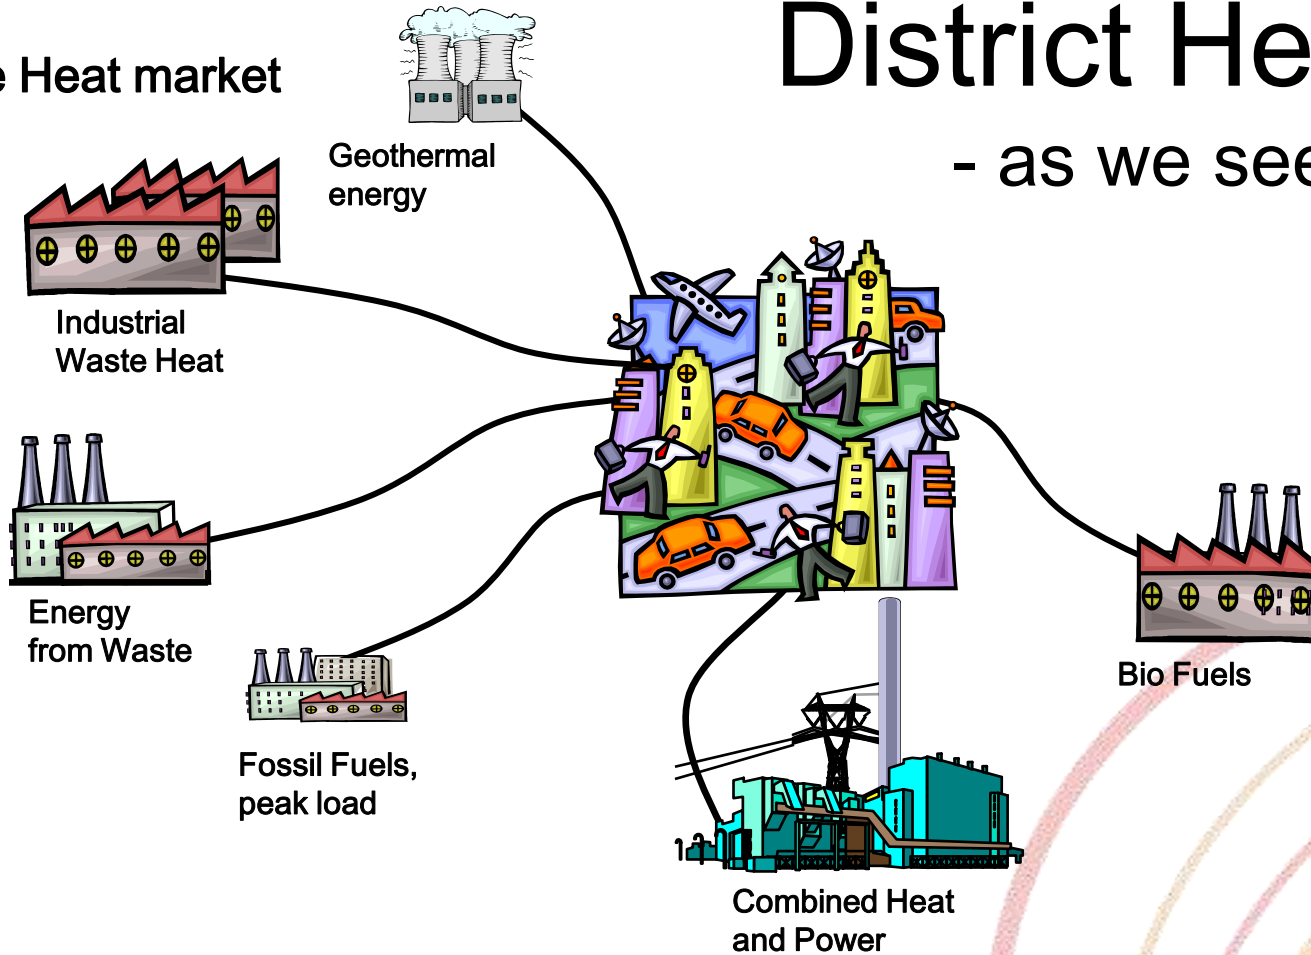 District He
- as we see
e Heat market
Geothermal
energy
Industrial
Waste Heat
Energy
from Waste
Fossil Fuels,
peak load
Bio Fuels
Combined Heat
and Power